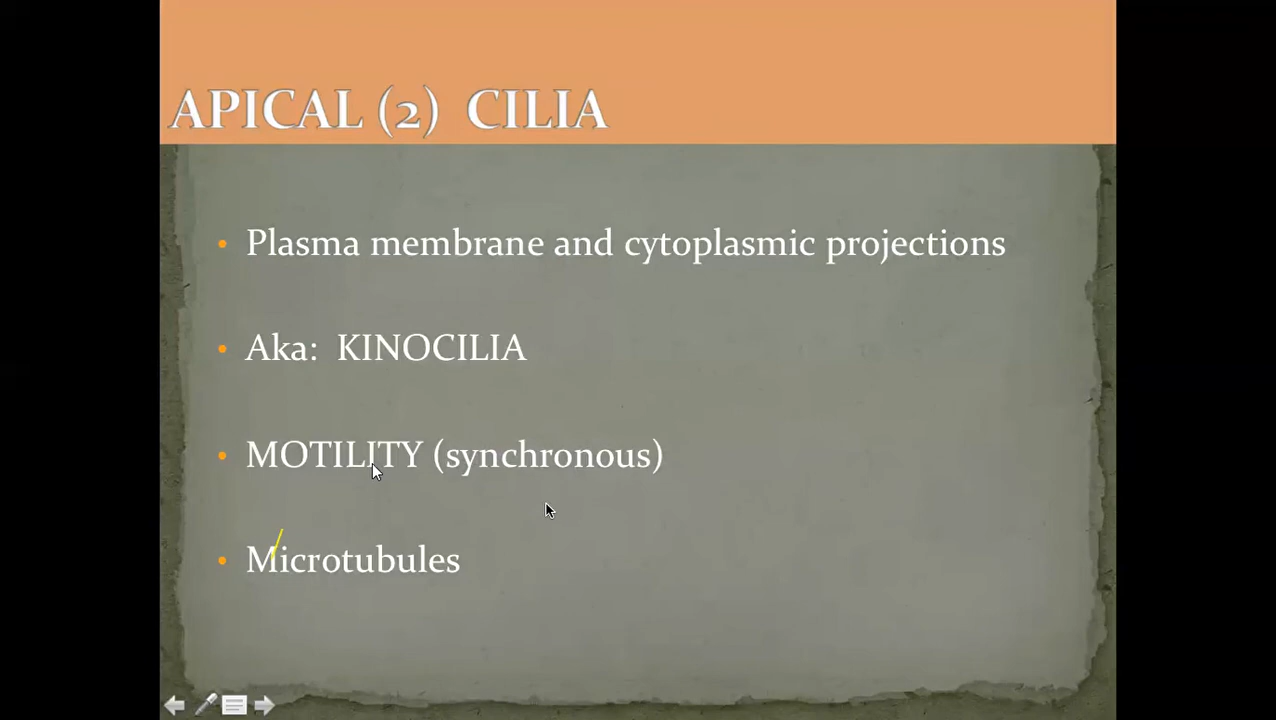 APICAL (2) CILIA
• Plasma membrane and cytoplasmic projections
• Aka: KINOCILIA
• MOTILITY (synchronous)
• Microtubules